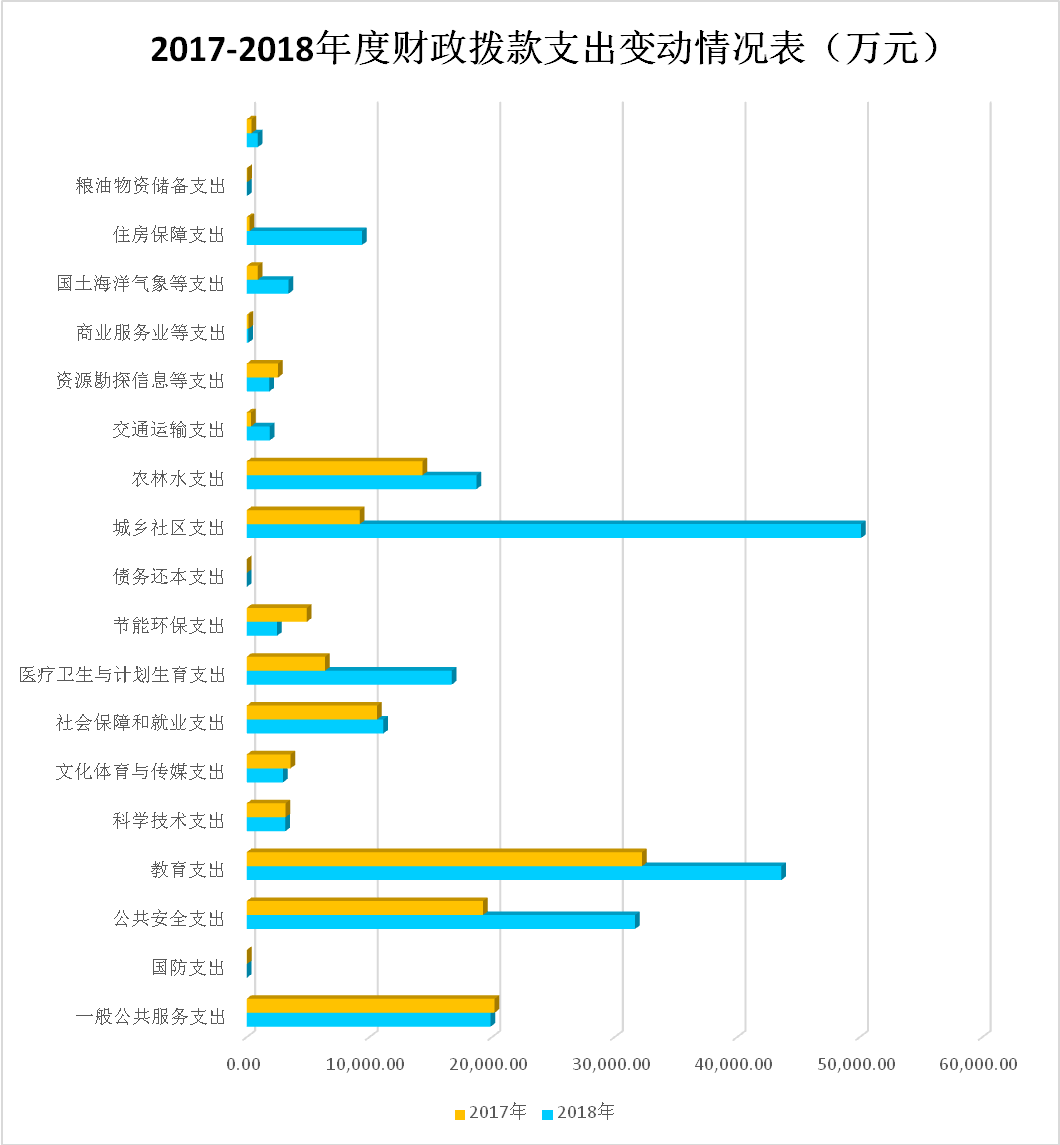 2017-2018年度财政拨款支出变动情况表（万元）
粮油物资储备支出
住房保障支出
国土海洋气象等支出
商业服务业等支出
资源勘探信息等支出
交通运输支出
农林水支出
城乡社区支出
债务还本支出
节能环保支出
医疗卫生与计划生育支出
社会保障和就业支出
文化体育与传媒支出
科学技术支出
教育支出
公共安全支出
国防支出
一般公共服务支出
0.00 10,000.00 20,000.00 30,000.00 40,000.00 50,000.00 60,000.00
2017年 2018年